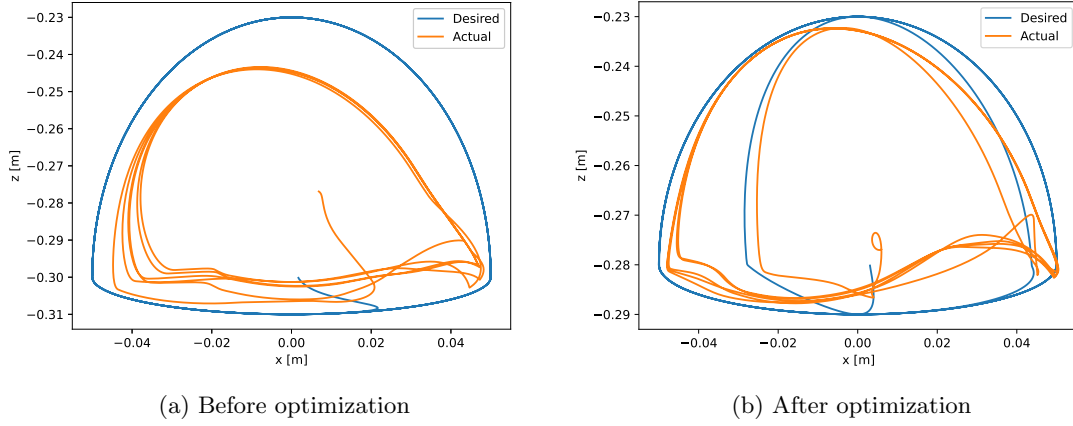 Desired
Actual
−0.23
−0.24
−0.25
−0.26
−0.27
−0.28
−0.29
−0.30
−0.31
z [m]
−0.04
−0.02
0.00
0.02
0.04
x [m]
(a) Before optimization
Desired
Actual
−0.23
−0.24
−0.25
−0.26
−0.27
−0.28
−0.29
z [m]
−0.04
−0.02
0.00
0.02
0.04
x [m]
(b) After optimization